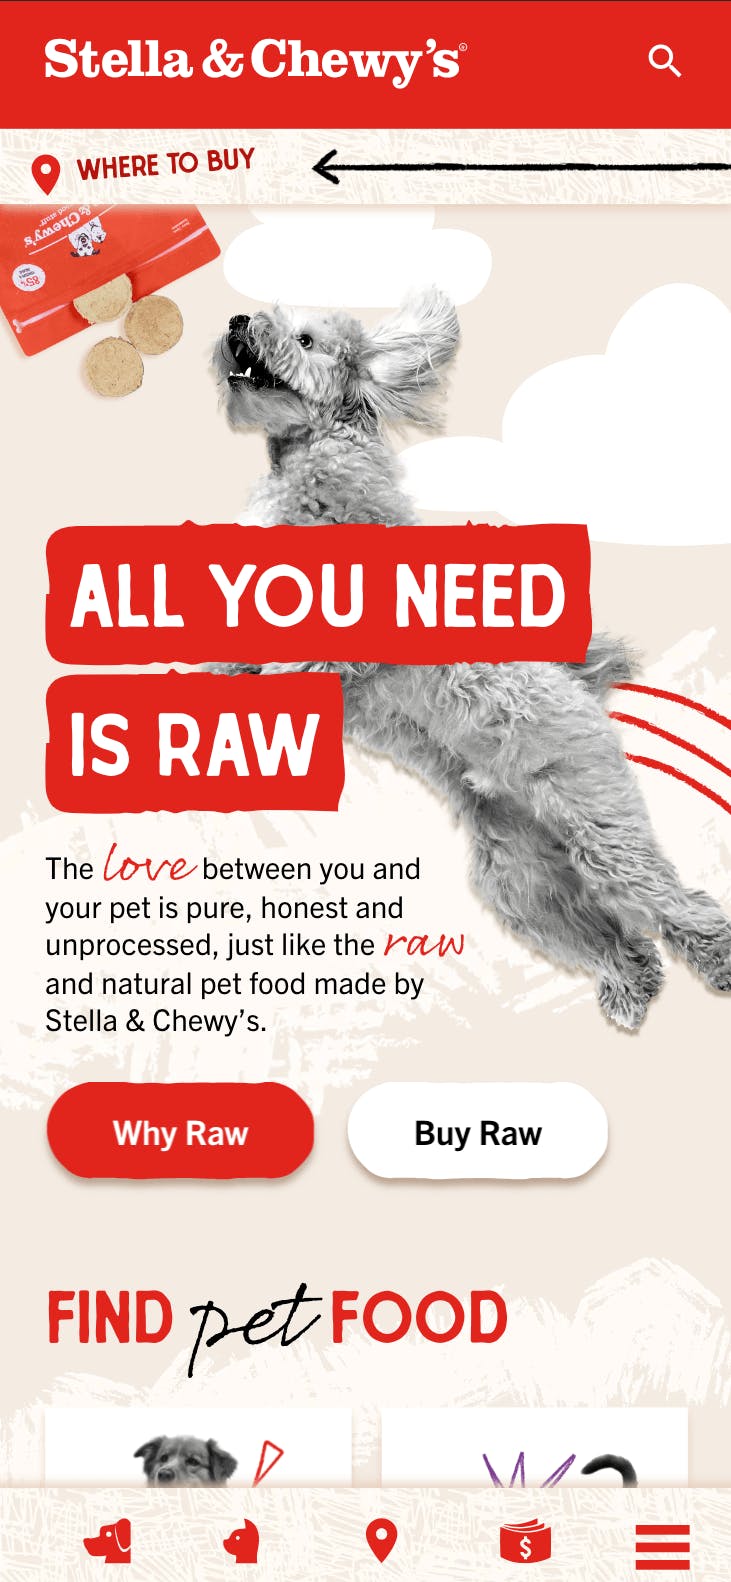 Stella & Chewy's®
WHERE TO BUY
& Chewy's
85%
ALL YOU NEED
IS RAW
The love between you and
your pet is pure, honest and
unprocessed, just like the raw
and natural pet food made by
Stella & Chewy's.
Why Raw
Buy Raw
FIND pet FOOD
$